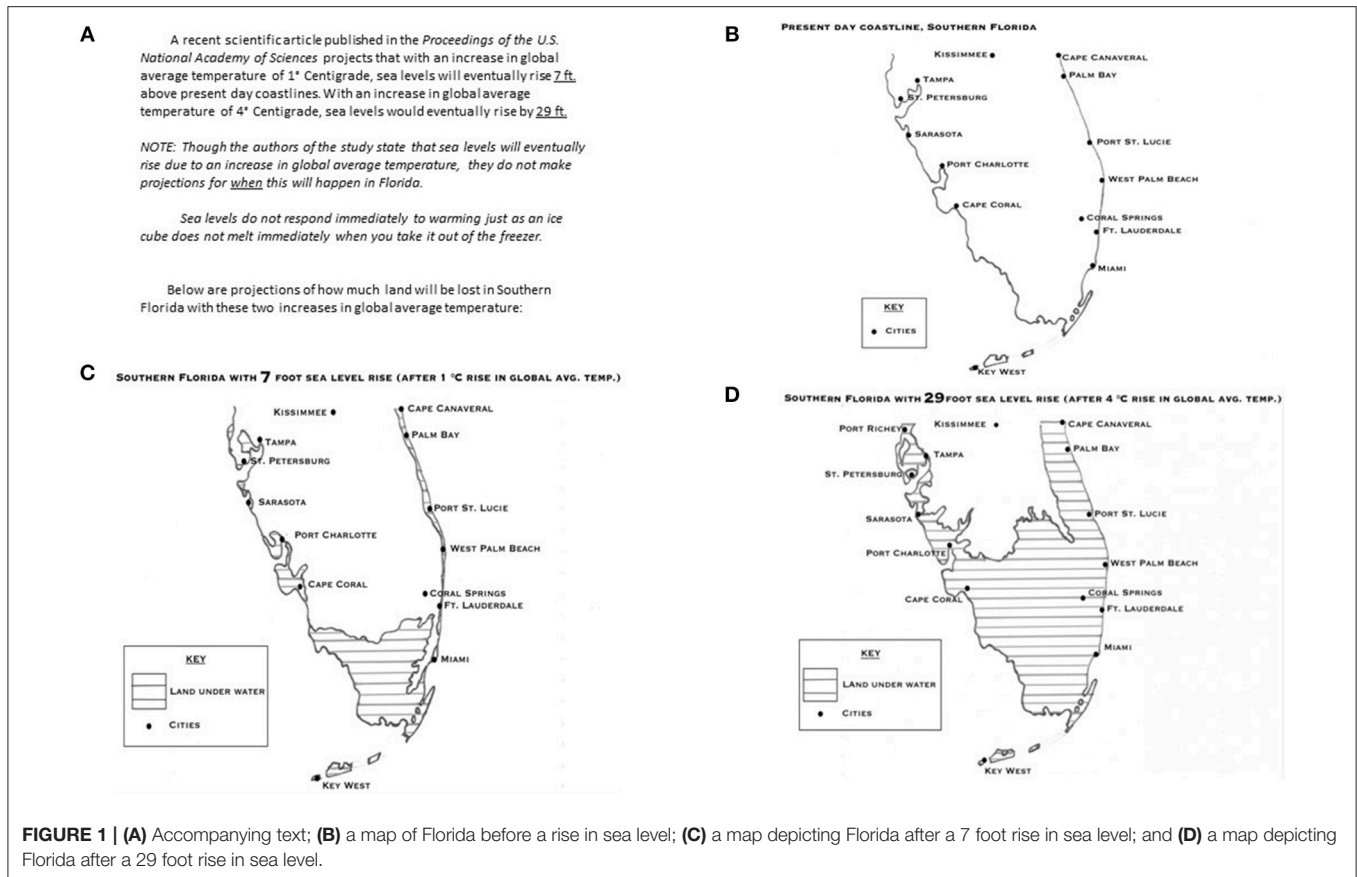 A
A recent scientific article published in the Proceedings of the U.S.
National Academy of Sciences projects that with an increase in global
average temperature of 1° Centigrade, sea levels will eventually rise 7 ft.
above present day coastlines. With an increase in global average
temperature of 4° Centigrade, sea levels would eventually rise by 29 ft.
NOTE: Though the authors of the study state that sea levels will eventually
rise due to an increase in global average temperature, they do not make
projections for when this will happen in Florida.
Sea levels do not respond immediately to warming just as an ice
cube does not melt immediately when you take it out of the freezer.
Below are projections of how much land will be lost in Southern
Florida with these two increases in global average temperature:
B
PRESENT DAY COASTLINE, SOUTHERN FLORIDA
KISSIMMEE
CAPE CANAVERAL
PALM BAY
TAMPA
ST. PETERSBURG
SARASOTA
PORT ST. LUCIE
PORT CHARLOTTE
WEST PALM BEACH
CAPE CORAL
CORAL SPRINGS
FT. LAUDERDALE
MIAMI
KEY
CITIES
KEY WEST
C
SOUTHERN FLORIDA WITH 7 FOOT SEA LEVEL RISE (AFTER 1 °C RISE IN GLOBAL AVG. TEMP.)
KISSIMMEE
CAPE CANAVERAL
PALM BAY
TAMPA
ST. PETERSBURG
SARASOTA
PORT ST. LUCIE
PORT CHARLOTTE
WEST PALM BEACH
CAPE CORAL
CORAL SPRINGS
FT. LAUDERDALE
MIAMI
KEY
LAND UNDER WATER
CITIES
KEY WEST
D
SOUTHERN FLORIDA WITH 29 FOOT SEA LEVEL RISE (AFTER 4 °C RISE IN GLOBAL AVG. TEMP.)
PORT RICHEY
KISSIMMEE
CAPE CANAVERAL
PALM BAY
TAMPA
ST. PETERSBURG
SARASOTA
PORT ST. LUCIE
PORT CHARLOTTE
WEST PALM BEACH
CAPE CORAL
CORAL SPRINGS
FT. LAUDERDALE
MIAMI
KEY
LAND UNDER WATER
CITIES
KEY WEST
FIGURE 1 | (A) Accompanying text; (B) a map of Florida before a rise in sea level; (C) a map depicting Florida after a 7 foot rise in sea level; and (D) a map depicting
Florida after a 29 foot rise in sea level.